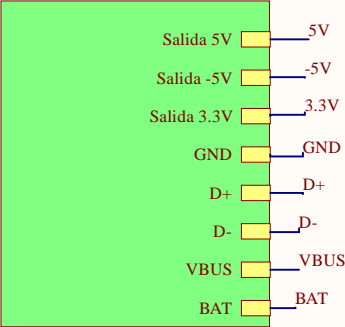 Salida 5V 5V
Salida -5V -5V
Salida 3.3V 3.3V
GND GND
D+ D+
D- D-
VBUS VBUS
BAT BAT